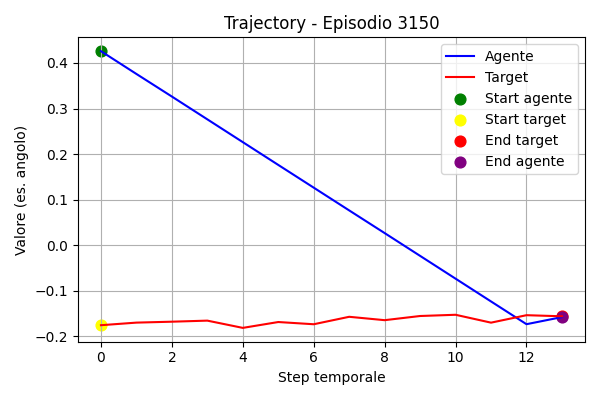 Trajectory - Episodio 3150
Valore (es. angolo)
0.4
0.3
0.2
0.1
0.0
−0.1
−0.2
Agente
Target
Start agente
Start target
End target
End agente
0 2 4 6 8 10 12
Step temporale